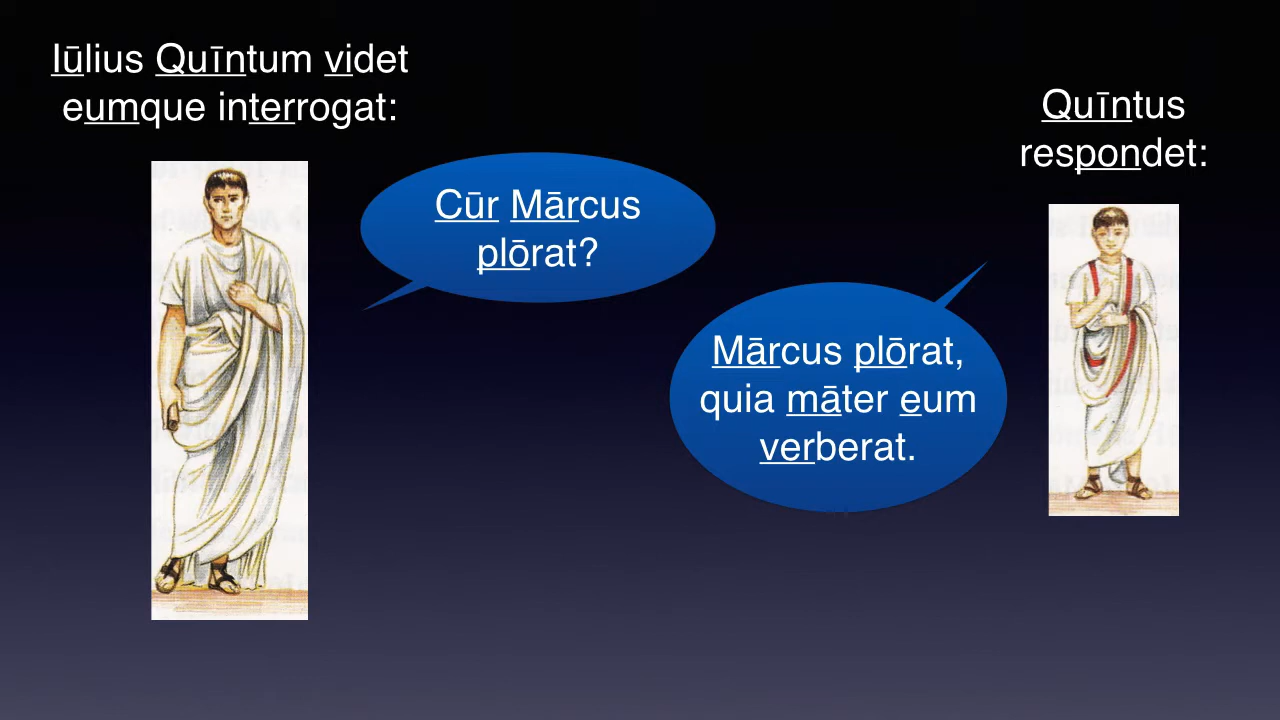 Iūlius Quīntum videt
eumque interrogat:
Quīntus
respondet:
Cūr Mārcus
plōrat?
Mārcus plōrat,
quia māter eum
verberat.